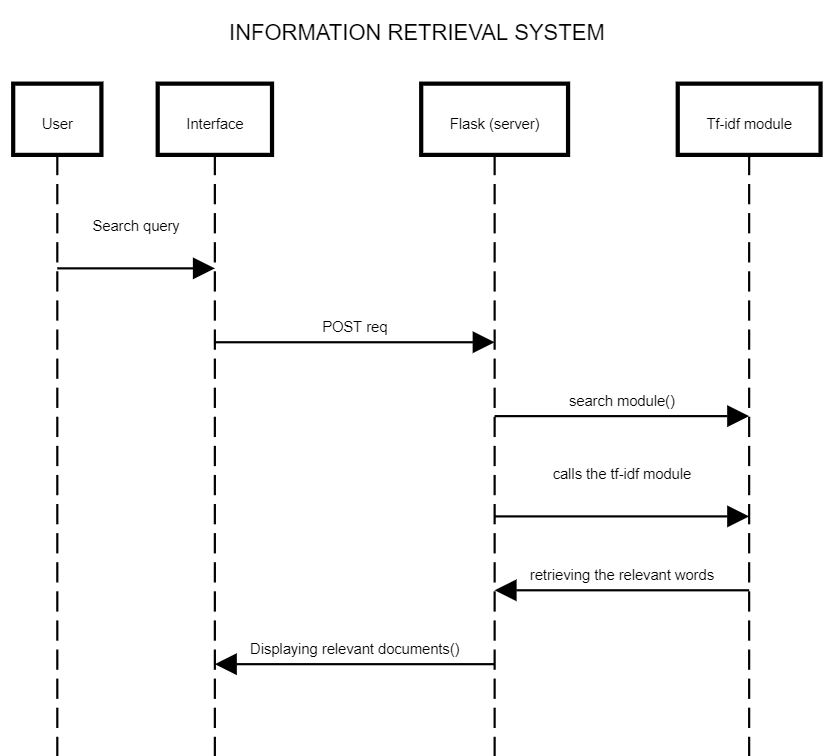 INFORMATION RETRIEVAL SYSTEM
User
Interface
Flask (server)
Tf-idf module
Search query
POST req
search module()
calls the tf-idf module
retrieving the relevant words
Displaying relevant documents()